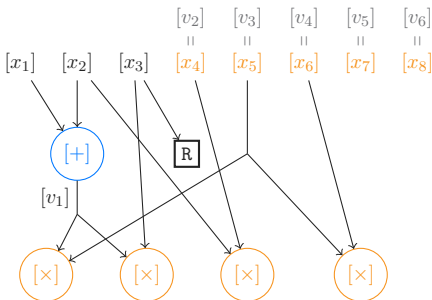 [v₂] [v₃] [v₄] [v₅] [v₆]
= = = = =
[x₁] [x₂] [x₃] [x₄] [x₅] [x₆] [x₇] [x₈]
[+] R
[v₁]
[×] [×] [×] [×]